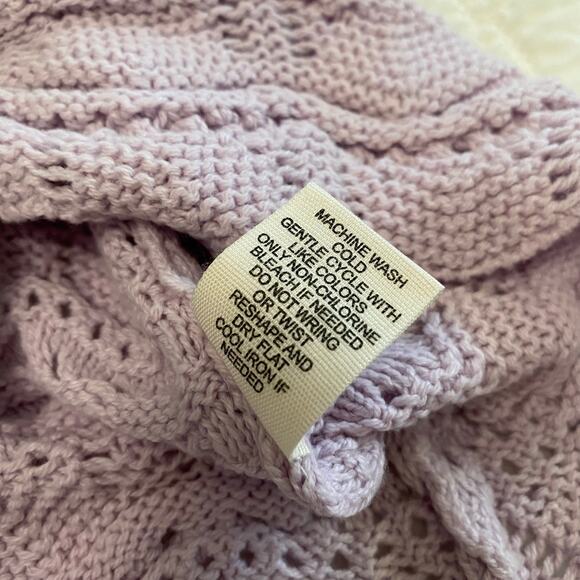 MACHINE WASH
COLD
GENTLE CYCLE WITH
LIKE COLORS
ONLY NON-CHLORINE
BLEACH IF NEEDED
DO NOT WRING
OR TWIST
RESHAPE AND
DRY FLAT
COOL IRON IF
NEEDED